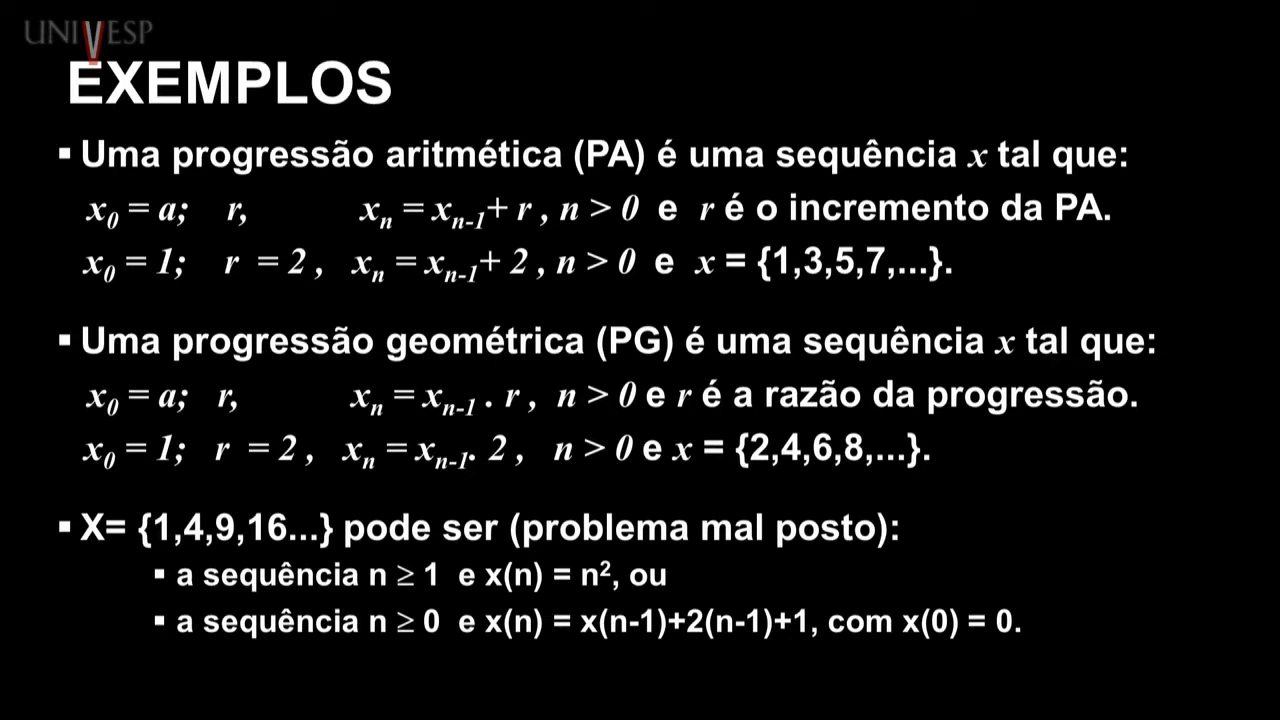 UNIVESP
EXEMPLOS
▪ Uma progressão aritmética (PA) é uma sequência x tal que:
x₀ = a; r, xₙ = xₙ₋₁+ r , n > 0 e r é o incremento da PA.
x₀ = 1; r = 2 , xₙ = xₙ₋₁+ 2 , n > 0 e x = {1,3,5,7,...}.
▪ Uma progressão geométrica (PG) é uma sequência x tal que:
x₀ = a; r, xₙ = xₙ₋₁ . r , n > 0 e r é a razão da progressão.
x₀ = 1; r = 2 , xₙ = xₙ₋₁. 2 , n > 0 e x = {2,4,6,8,...}.
▪ X= {1,4,9,16...} pode ser (problema mal posto):
▪ a sequência n ≥ 1 e x(n) = n², ou
▪ a sequência n ≥ 0 e x(n) = x(n-1)+2(n-1)+1, com x(0) = 0.